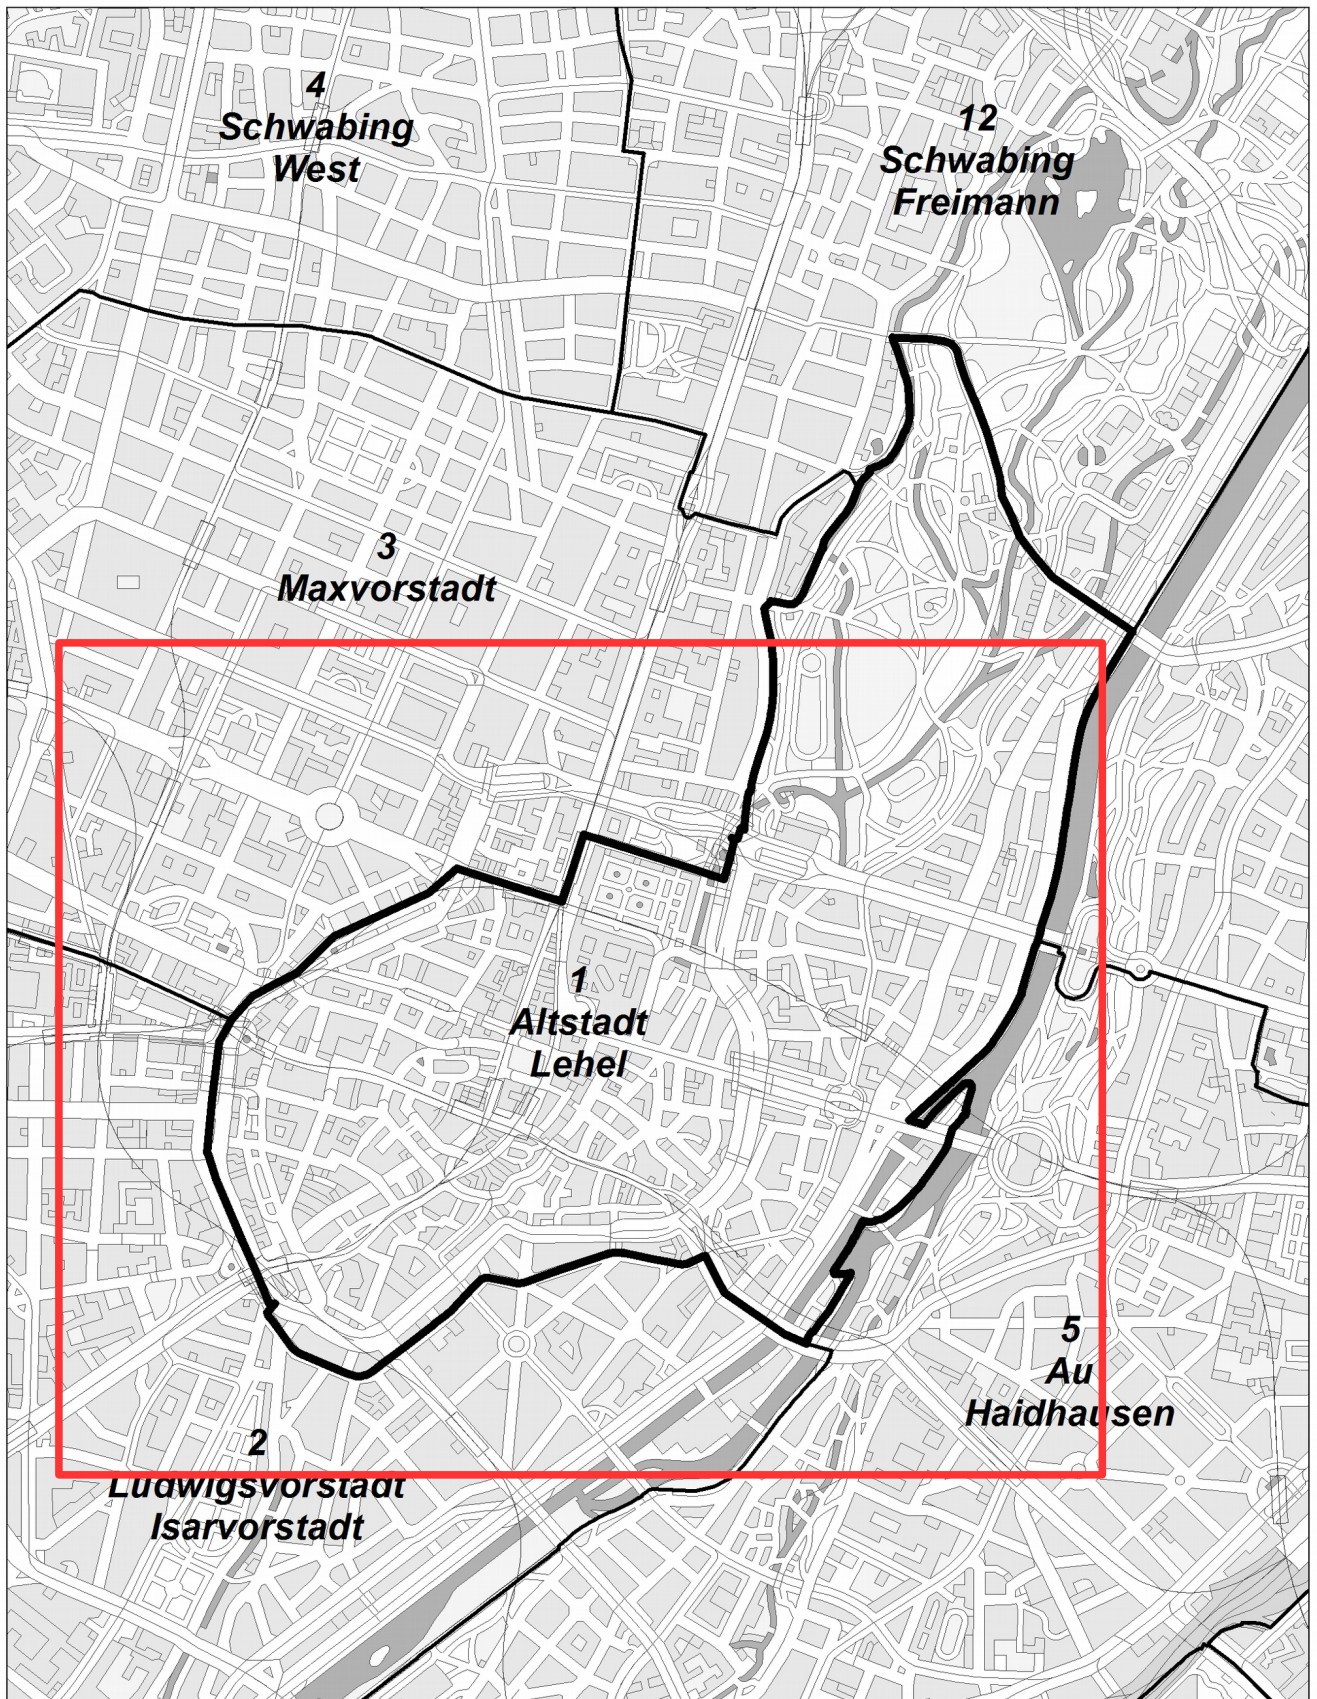 4
Schwabing
West
12
Schwabing
Freimann
3
Maxvorstadt
1
Altstadt
Lehel
5
Au
Haidhausen
2
Ludwigsvorstadt
Isarvorstadt